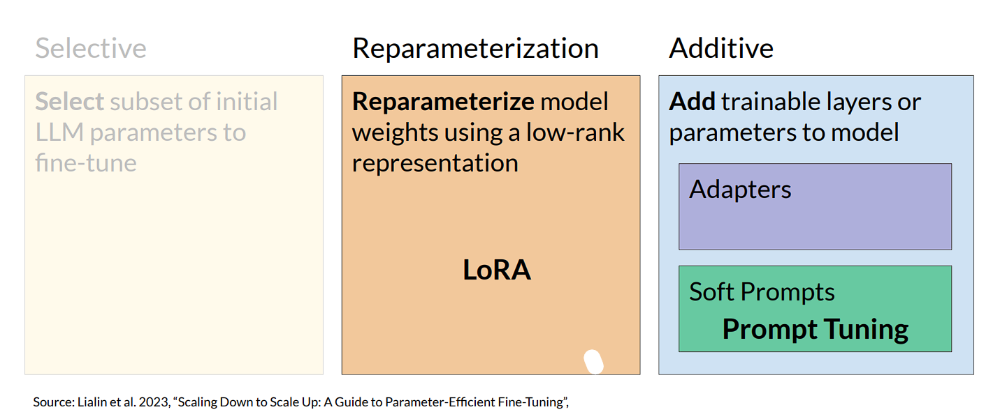 Selective
Select subset of initial
LLM parameters to
fine-tune
Reparameterization
Reparameterize model
weights using a low-rank
representation
LoRA
Additive
Add trainable layers or
parameters to model
Adapters
Soft Prompts
Prompt Tuning
Source: Lialin et al. 2023, “Scaling Down to Scale Up: A Guide to Parameter-Efficient Fine-Tuning”,